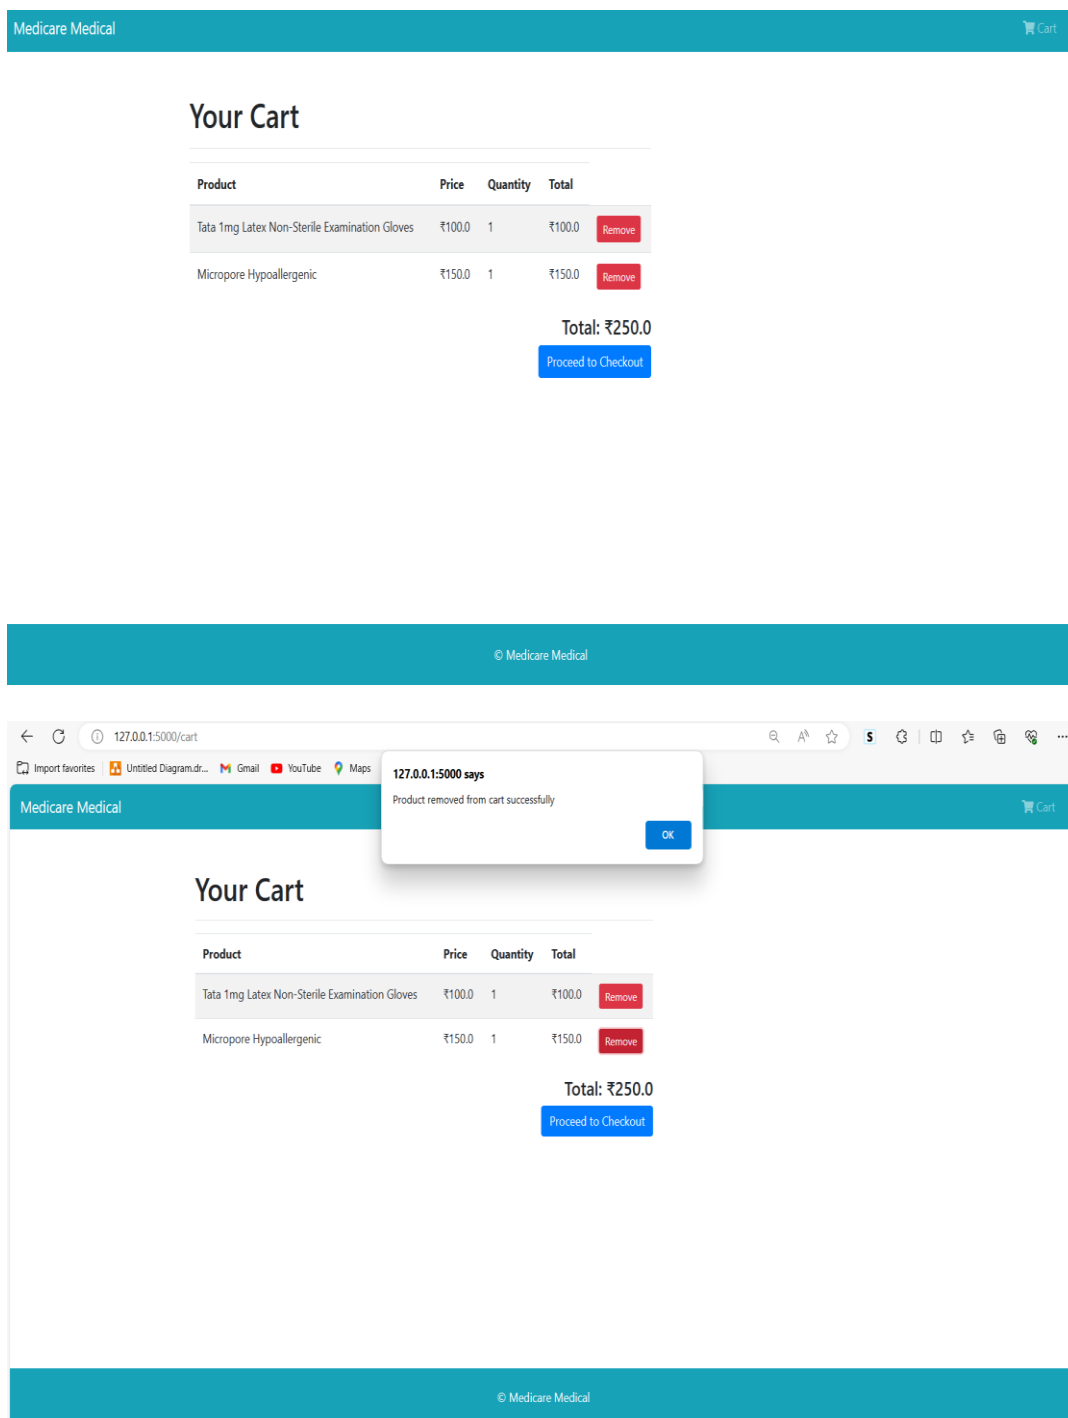 Medicare Medical Cart
Your Cart
Product Price Quantity Total
Tata 1mg Latex Non-Sterile Examination Gloves ₹100.0 1 ₹100.0 Remove
Micropore Hypoallergenic ₹150.0 1 ₹150.0 Remove
Total: ₹250.0
Proceed to Checkout
© Medicare Medical
127.0.0.1:5000/cart
Import favorites Untitled Diagram.dr... Gmail YouTube Maps
127.0.0.1:5000 says
Product removed from cart successfully
OK
Medicare Medical Cart
Your Cart
Product Price Quantity Total
Tata 1mg Latex Non-Sterile Examination Gloves ₹100.0 1 ₹100.0 Remove
Micropore Hypoallergenic ₹150.0 1 ₹150.0 Remove
Total: ₹250.0
Proceed to Checkout
© Medicare Medical